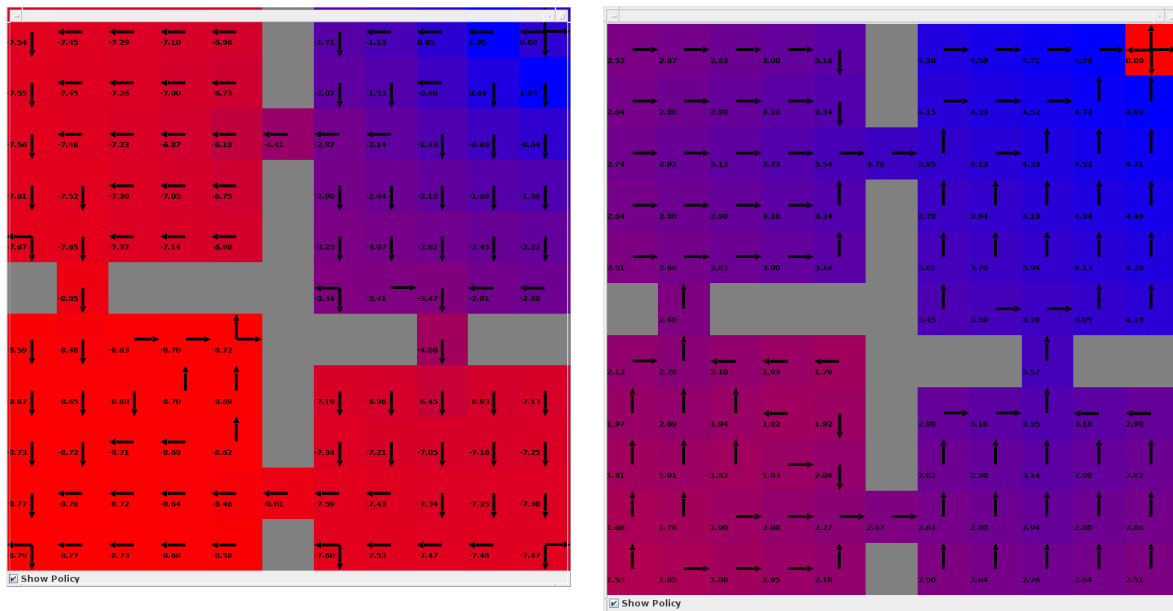 -7.54 -7.45 -7.29 -7.10 -6.96 -1.71 -1.13 0.05 1.95 0.00
-7.55 -7.45 -7.26 -7.00 -6.73 -2.07 -1.53 -0.60 0.64 1.95
-7.56 -7.46 -7.23 -6.87 -6.18 -4.41 -2.87 -2.14 -1.43 -0.66 -0.04
-7.61 -7.52 -7.30 -7.03 -6.75 -2.64 -1.69 -1.36
-7.67 -7.65 -7.37 -7.14 -3.23 -3.07 -2.45 -2.22
-8.05 -3.44 -3.41 -3.47 -2.68
-8.59 -8.48 -8.63 -8.70 -8.72 -4.06
-8.67 -8.65 -8.68 -8.70 -8.69 -7.19 -6.96 -6.45 -6.93 -7.13
-8.73 -8.72 -8.71 -8.68 -8.62 -7.34 -7.21 -7.05 -7.16 -7.25
-8.77 -8.76 -8.72 -8.64 -8.46 -8.01 -7.59 -7.43 -7.34 -7.35 -7.38
-8.79 -8.77 -8.73 -8.66 -8.58 -7.60 -7.53 -7.47 -7.46 -7.47
Show Policy
2.52 2.67 2.83 3.00 3.16 4.30 4.50 4.71 4.93 0.00
2.64 2.80 2.98 3.16 3.34 4.15 4.33 4.52 4.73 4.93
2.74 2.92 3.12 3.33 3.54 3.76 3.95 4.13 4.33 4.52 4.71
2.64 2.80 2.98 3.16 3.34 3.78 3.94 4.13 4.33 4.49
2.51 2.66 2.83 3.00 3.16 3.61 3.76 3.94 4.13 4.29
2.40 3.45 3.59 3.76 3.95 4.10
2.12 2.28 2.10 1.93 1.79 3.57
1.97 2.09 1.94 1.92 2.98 3.16 3.35 3.16 2.98
1.81 1.91 1.82 1.93 2.09 2.82 2.98 3.14 2.98 2.82
1.66 1.76 1.90 2.08 2.27 2.47 2.64 2.80 2.94 2.80 2.66
1.53 1.65 1.80 1.95 2.10 2.50 2.64 2.76 2.64 2.51
Show Policy